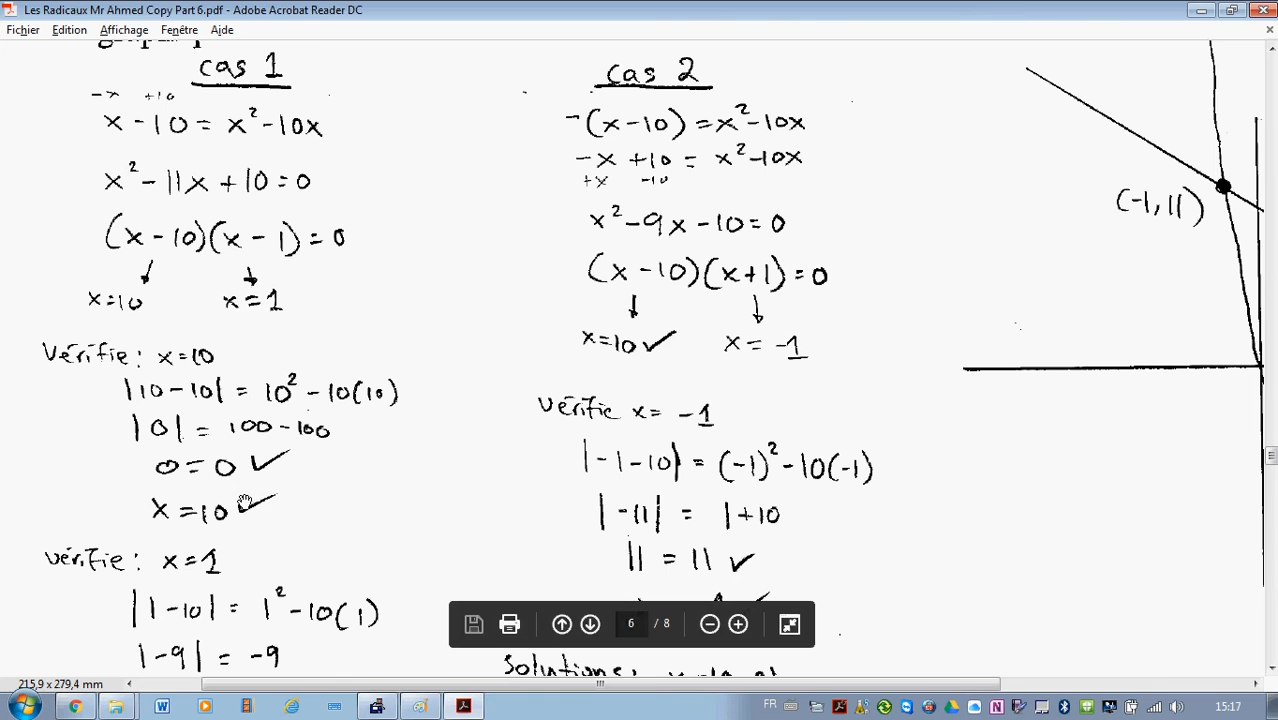 Les Radicaux Mr Ahmed Copy Part 6.pdf - Adobe Acrobat Reader DC
Fichier Edition Affichage Fenêtre Aide
cas 1
-x +10
x - 10 = x² - 10x
x² - 11x + 10 = 0
(x - 10)(x - 1) = 0
x = 10 x = 1
Vérifie : x = 10
|10 - 10| = 10² - 10(10)
|0| = 100 - 100
0 = 0 ✓
x = 10 ✓
Vérifie : x = 1
|1 - 10| = 1² - 10(1)
|-9| = -9
cas 2
-(x - 10) = x² - 10x
-x + 10 = x² - 10x
+x -10
x² - 9x - 10 = 0
(x - 10)(x + 1) = 0
x = 10 ✓ x = -1
Vérifie x = -1
|-1 - 10| = (-1)² - 10(-1)
|-11| = 1 + 10
11 = 11 ✓
Solutions :
(-1, 11)
6 / 8
215,9 x 279,4 mm
FR 15:17